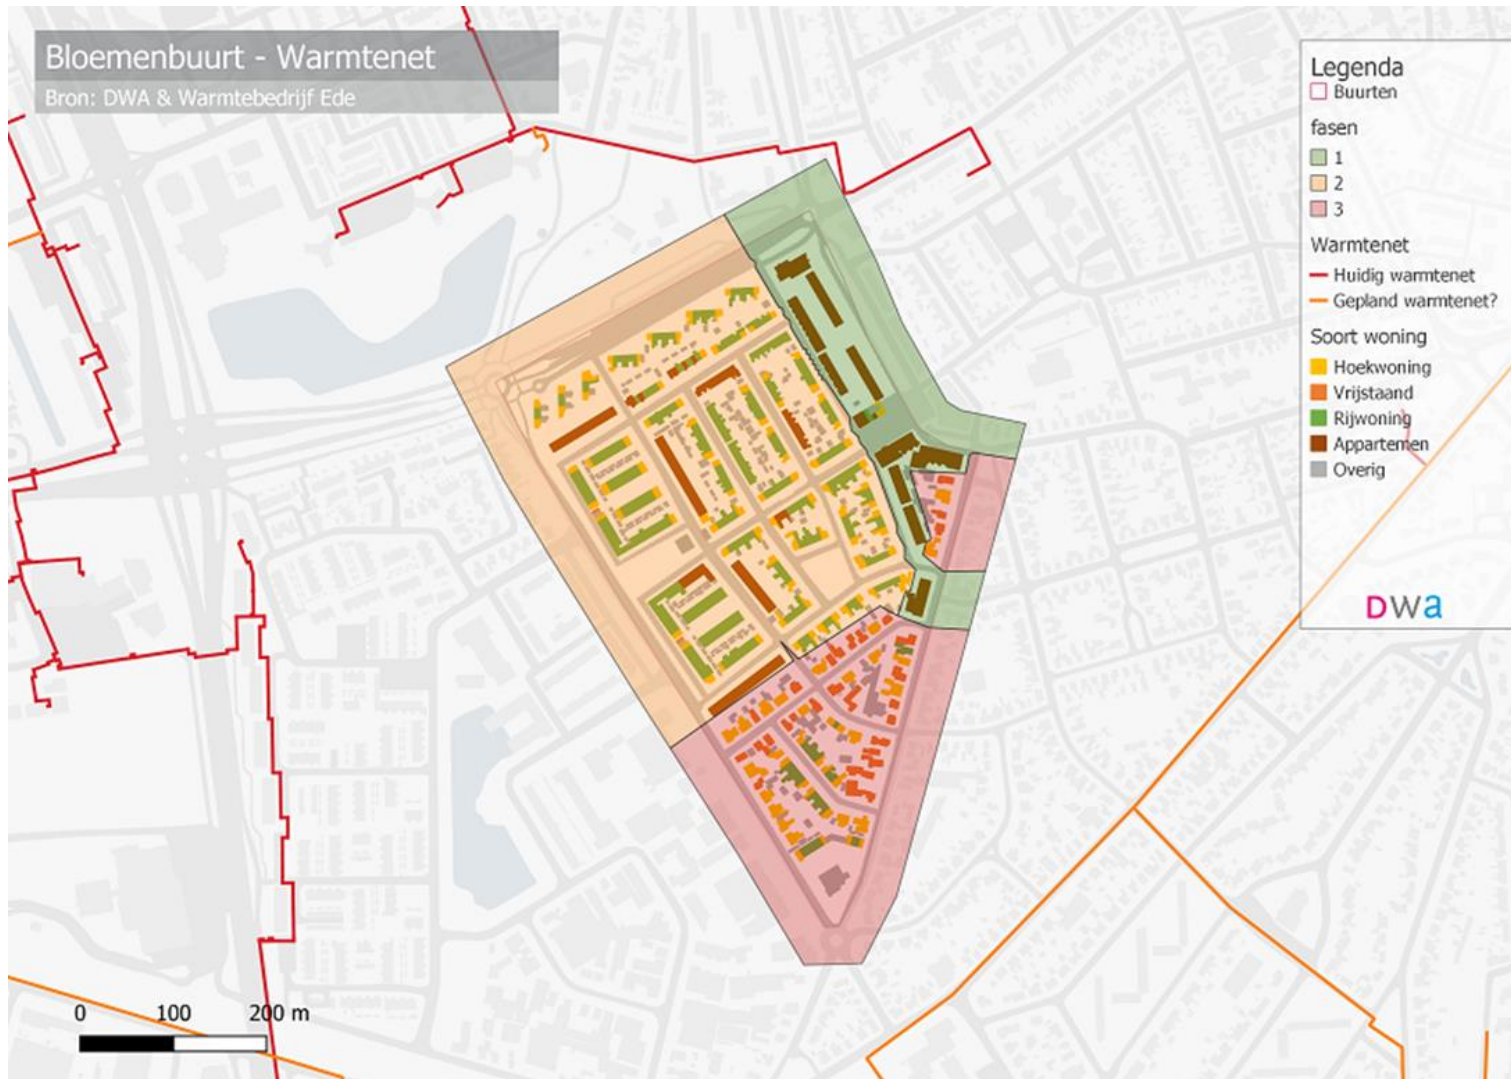 Bloemenbuurt - Warmtenet
Bron: DWA & Warmtebedrijf Ede
Legenda
Buurten
fasen
1
2
3
Warmtenet
Huidig warmtenet
Gepland warmtenet?
Soort woning
Hoekwoning
Vrijstaand
Rijwoning
Appartemen
Overig
DWa
0 100 200 m